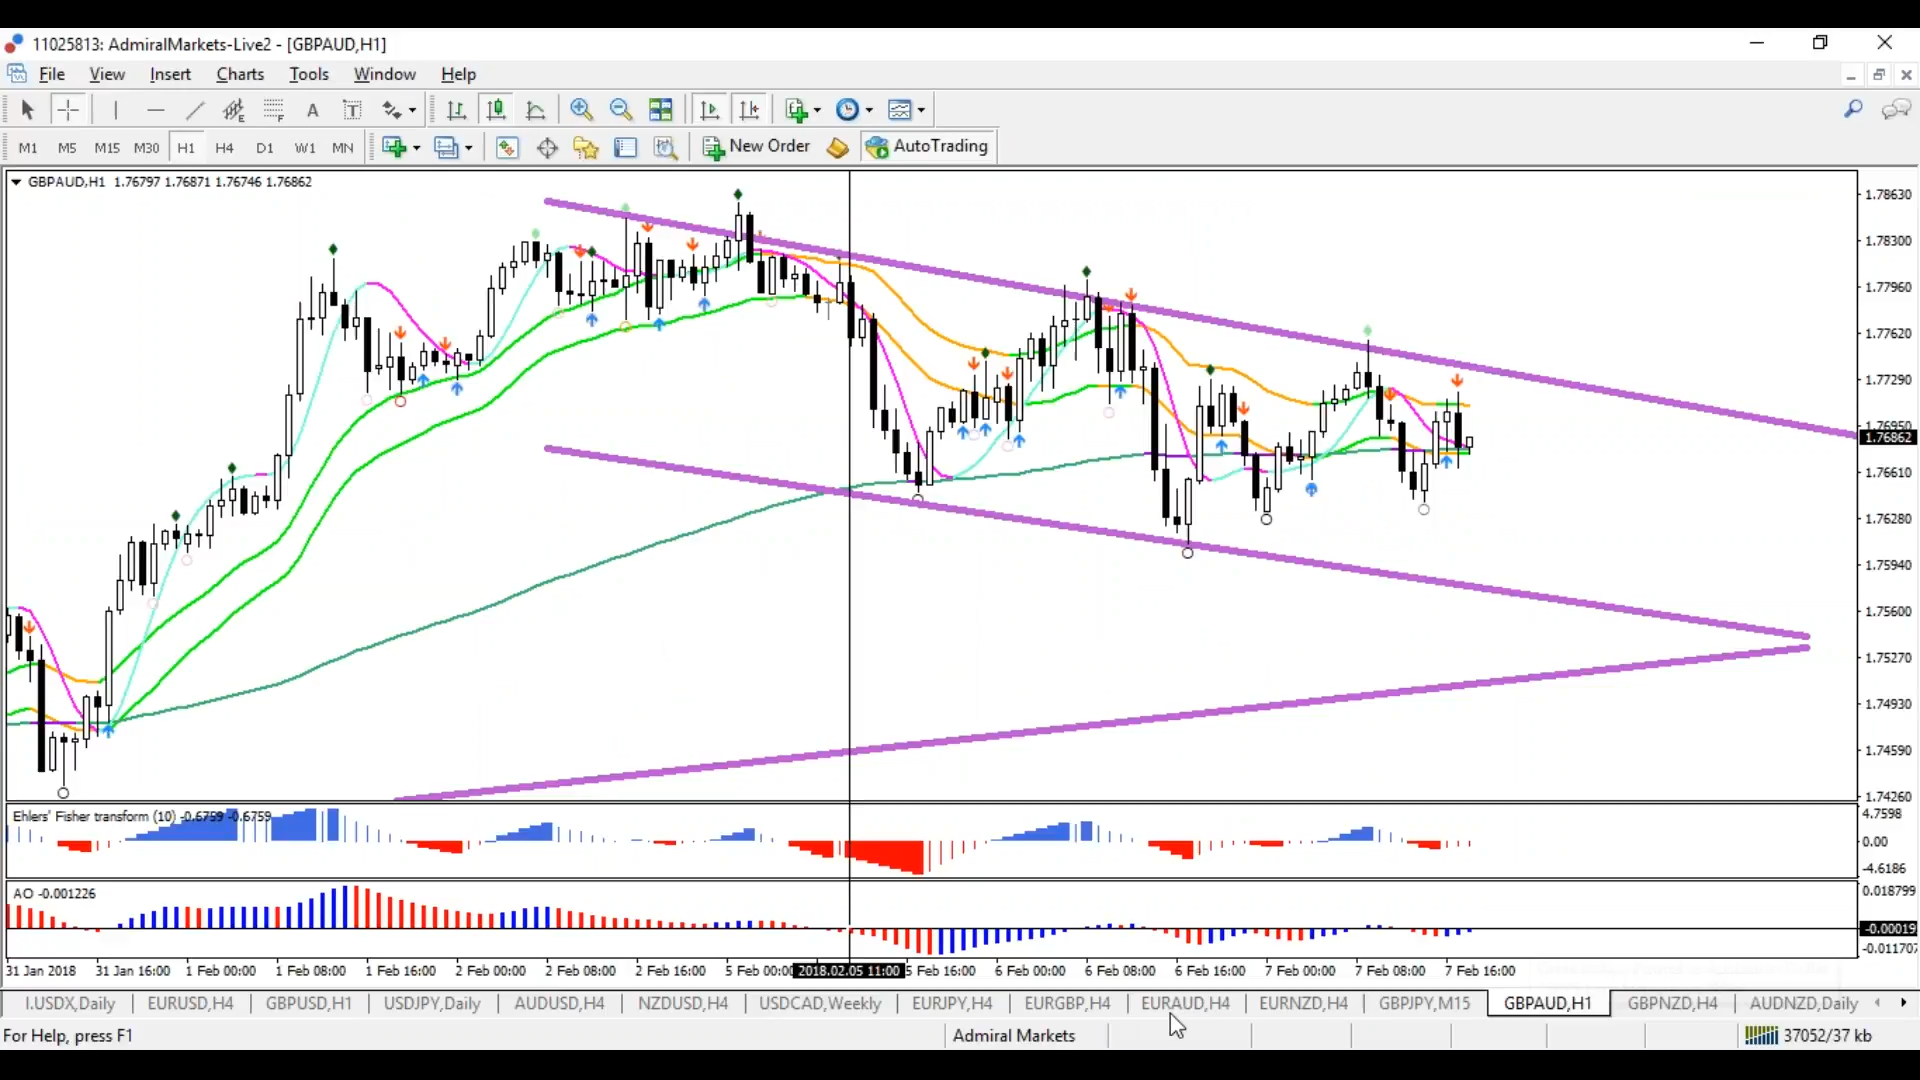 11025813: AdmiralMarkets-Live2 - [GBPAUD,H1]
File View Insert Charts Tools Window Help
A T E F
M1 M5 M15 M30 H1 H4 D1 W1 MN New Order AutoTrading
GBPAUD,H1 1.76797 1.76871 1.76746 1.76862
1.78630
1.78300
1.77960
1.77620
1.77290
1.76950
1.76862
1.76610
1.76280
1.75940
1.75600
1.75270
1.74930
1.74590
1.74260
Ehlers' Fisher transform (10) -0.6759 -0.6759
4.7598
0.00
-4.6186
AO -0.001226
0.018799
-0.00019
-0.011707
31 Jan 2018 31 Jan 16:00 1 Feb 00:00 1 Feb 08:00 1 Feb 16:00 2 Feb 00:00 2 Feb 08:00 2 Feb 16:00 5 Feb 00:00 2018.02.05 11:00 5 Feb 16:00 6 Feb 00:00 6 Feb 08:00 6 Feb 16:00 7 Feb 00:00 7 Feb 08:00 7 Feb 16:00
I.USDX,Daily EURUSD,H4 GBPUSD,H1 USDJPY,Daily AUDUSD,H4 NZDUSD,H4 USDCAD,Weekly EURJPY,H4 EURGBP,H4 EURAUD,H4 EURNZD,H4 GBPJPY,M15 GBPAUD,H1 GBPNZD,H4 AUDNZD,Daily
For Help, press F1 Admiral Markets 37052/37 kb